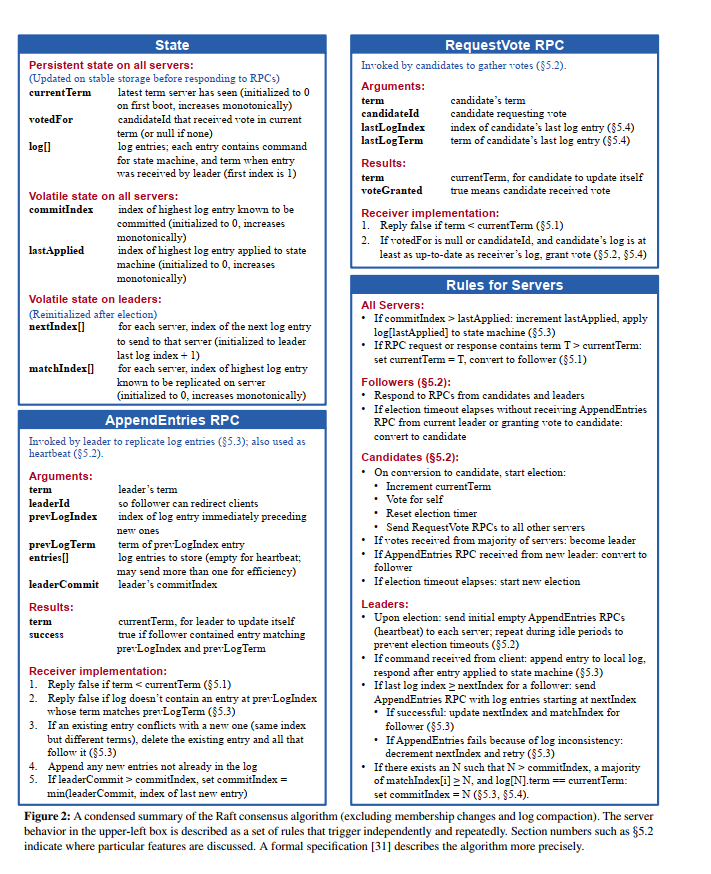 State
Persistent state on all servers:
(Updated on stable storage before responding to RPCs)
currentTerm latest term server has seen (initialized to 0
on first boot, increases monotonically)
votedFor candidateId that received vote in current
term (or null if none)
log[] log entries; each entry contains command
for state machine, and term when entry
was received by leader (first index is 1)
Volatile state on all servers:
commitIndex index of highest log entry known to be
committed (initialized to 0, increases
monotonically)
lastApplied index of highest log entry applied to state
machine (initialized to 0, increases
monotonically)
Volatile state on leaders:
(Reinitialized after election)
nextIndex[] for each server, index of the next log entry
to send to that server (initialized to leader
last log index + 1)
matchIndex[] for each server, index of highest log entry
known to be replicated on server
(initialized to 0, increases monotonically)
AppendEntries RPC
Invoked by leader to replicate log entries (§5.3); also used as
heartbeat (§5.2).
Arguments:
term leader's term
leaderId so follower can redirect clients
prevLogIndex index of log entry immediately preceding
new ones
prevLogTerm term of prevLogIndex entry
entries[] log entries to store (empty for heartbeat;
may send more than one for efficiency)
leaderCommit leader's commitIndex
Results:
term currentTerm, for leader to update itself
success true if follower contained entry matching
prevLogIndex and prevLogTerm
Receiver implementation:
1. Reply false if term < currentTerm (§5.1)
2. Reply false if log doesn't contain an entry at prevLogIndex
whose term matches prevLogTerm (§5.3)
3. If an existing entry conflicts with a new one (same index
but different terms), delete the existing entry and all that
follow it (§5.3)
4. Append any new entries not already in the log
5. If leaderCommit > commitIndex, set commitIndex =
min(leaderCommit, index of last new entry)
RequestVote RPC
Invoked by candidates to gather votes (§5.2).
Arguments:
term candidate's term
candidateId candidate requesting vote
lastLogIndex index of candidate's last log entry (§5.4)
lastLogTerm term of candidate's last log entry (§5.4)
Results:
term currentTerm, for candidate to update itself
voteGranted true means candidate received vote
Receiver implementation:
1. Reply false if term < currentTerm (§5.1)
2. If votedFor is null or candidateId, and candidate's log is at
least as up-to-date as receiver's log, grant vote (§5.2, §5.4)
Rules for Servers
All Servers:
• If commitIndex > lastApplied: increment lastApplied, apply
log[lastApplied] to state machine (§5.3)
• If RPC request or response contains term T > currentTerm:
set currentTerm = T, convert to follower (§5.1)
Followers (§5.2):
• Respond to RPCs from candidates and leaders
• If election timeout elapses without receiving AppendEntries
RPC from current leader or granting vote to candidate:
convert to candidate
Candidates (§5.2):
• On conversion to candidate, start election:
• Increment currentTerm
• Vote for self
• Reset election timer
• Send RequestVote RPCs to all other servers
• If votes received from majority of servers: become leader
• If AppendEntries RPC received from new leader: convert to
follower
• If election timeout elapses: start new election
Leaders:
• Upon election: send initial empty AppendEntries RPCs
(heartbeat) to each server; repeat during idle periods to
prevent election timeouts (§5.2)
• If command received from client: append entry to local log,
respond after entry applied to state machine (§5.3)
• If last log index ≥ nextIndex for a follower: send
AppendEntries RPC with log entries starting at nextIndex
• If successful: update nextIndex and matchIndex for
follower (§5.3)
• If AppendEntries fails because of log inconsistency:
decrement nextIndex and retry (§5.3)
• If there exists an N such that N > commitIndex, a majority
of matchIndex[i] ≥ N, and log[N].term == currentTerm:
set commitIndex = N (§5.3, §5.4).
Figure 2: A condensed summary of the Raft consensus algorithm (excluding membership changes and log compaction). The server
behavior in the upper-left box is described as a set of rules that trigger independently and repeatedly. Section numbers such as §5.2
indicate where particular features are discussed. A formal specification [31] describes the algorithm more precisely.